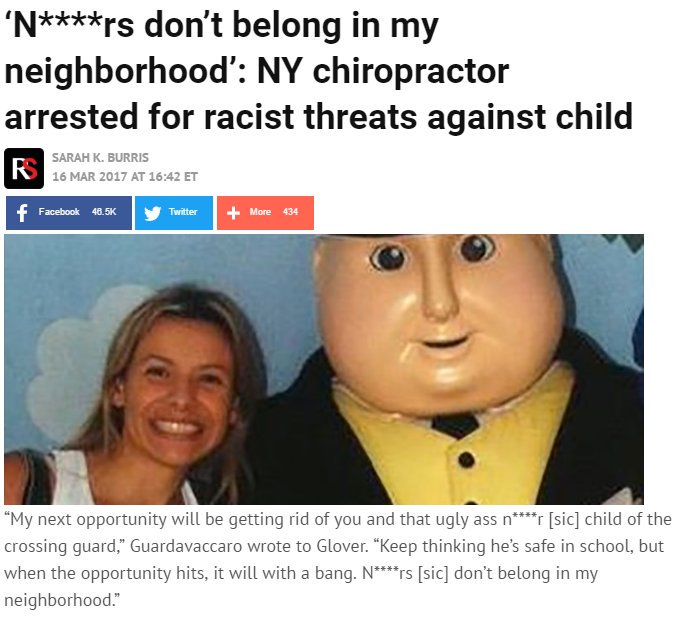 ‘N****rs don’t belong in my
neighborhood’: NY chiropractor
arrested for racist threats against child
RS
SARAH K. BURRIS
16 MAR 2017 AT 16:42 ET
Facebook 46.5K
Twitter
More 434
“My next opportunity will be getting rid of you and that ugly ass n****r [sic] child of the
crossing guard,” Guardavaccaro wrote to Glover. “Keep thinking he’s safe in school, but
when the opportunity hits, it will with a bang. N****rs [sic] don’t belong in my
neighborhood.”